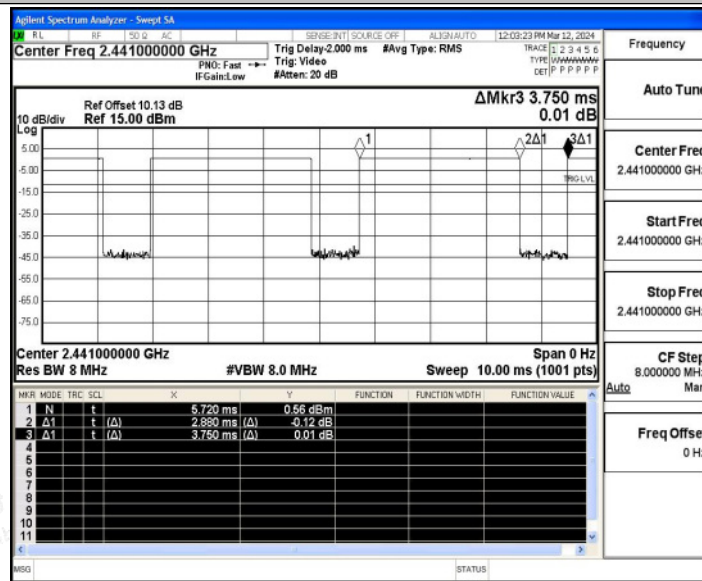 Agilent Spectrum Analyzer - Swept SA
RL RF 50 Ω AC SENSE:INT SOURCE OFF ALIGNAUTO 12:03:23 PM Mar 12, 2024
Center Freq 2.441000000 GHz
PNO: Fast
IFGain:Low
Trig Delay-2.000 ms
Trig: Video
#Atten: 20 dB
#Avg Type: RMS
TRACE 1 2 3 4 5 6
TYPE WWWWWW
DET P P P P P P
Ref Offset 10.13 dB
10 dB/div Ref 15.00 dBm
Log
ΔMkr3 3.750 ms
0.01 dB
1
2Δ1
3Δ1
5.00
-5.00
TRIG LVL
-15.0
-25.0
-35.0
-45.0
-55.0
-65.0
-75.0
Center 2.441000000 GHz Span 0 Hz
Res BW 8 MHz #VBW 8.0 MHz Sweep 10.00 ms (1001 pts)
MKR MODE TRC SCL X Y FUNCTION FUNCTION WIDTH FUNCTION VALUE
1 N t 5.720 ms 0.56 dBm
2 Δ1 t (Δ) 2.880 ms (Δ) -0.12 dB
3 Δ1 t (Δ) 3.750 ms (Δ) 0.01 dB
4
5
6
7
8
9
10
11
MSG STATUS
Frequency
Auto Tune
Center Freq
2.441000000 GHz
Start Freq
2.441000000 GHz
Stop Freq
2.441000000 GHz
CF Step
8.000000 MHz
Auto Man
Freq Offset
0 Hz